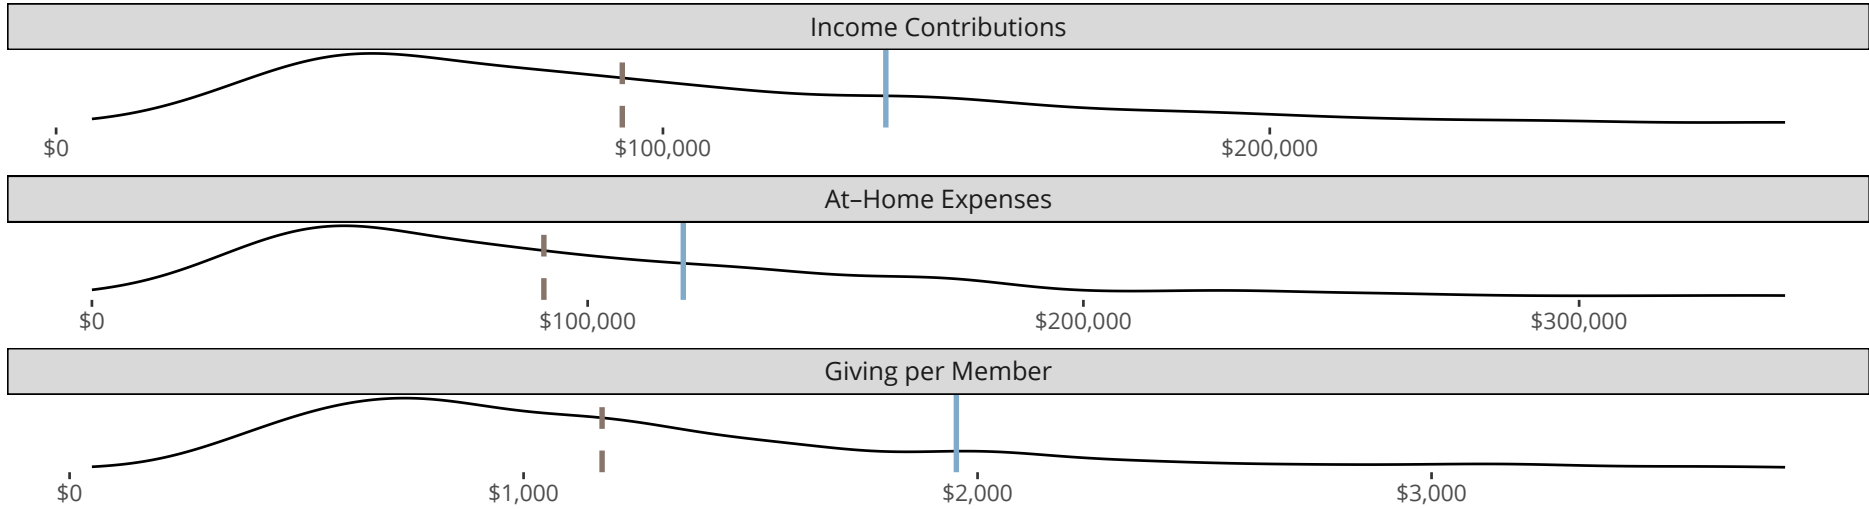 Income Contributions
$0 $100,000 $200,000
At–Home Expenses
$0 $100,000 $200,000 $300,000
Giving per Member
$0 $1,000 $2,000 $3,000